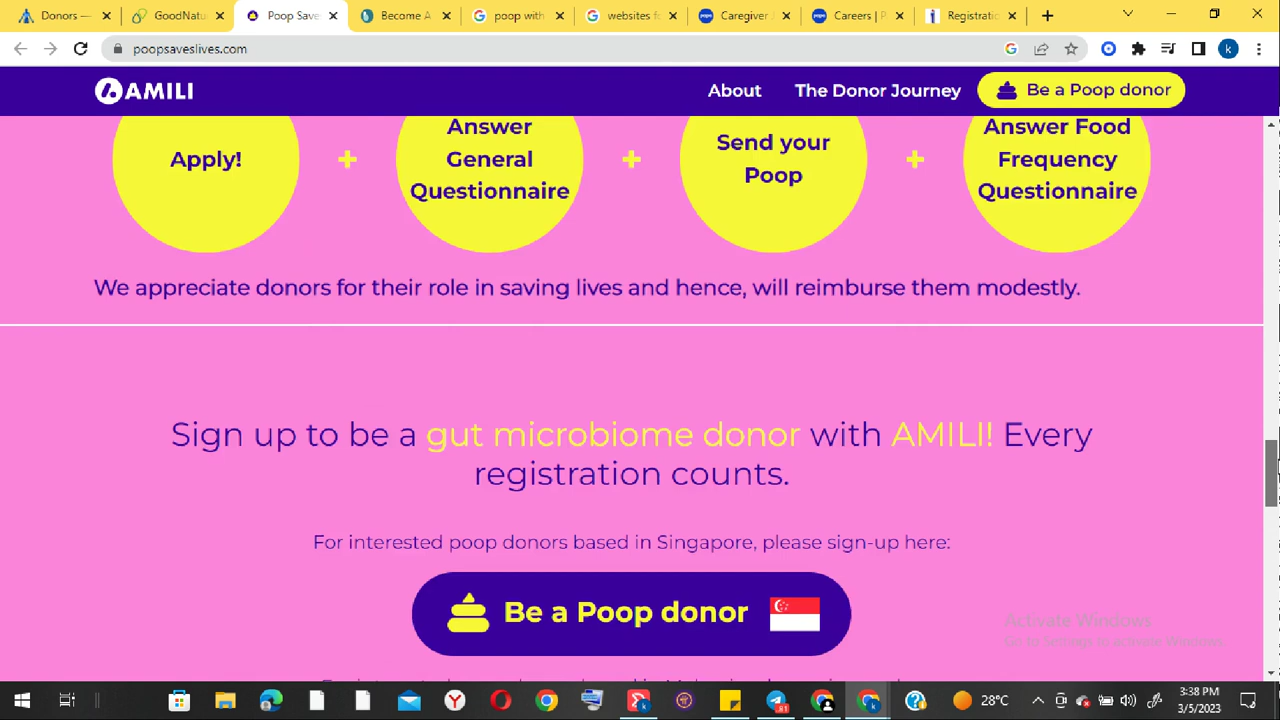 Donors —
GoodNatu
Poop Save
Become A
poop with
websites fo
Caregiver J
Careers | P
Registratio
poopsaveslives.com
k
AMILI
About
The Donor Journey
Be a Poop donor
Apply!
+
Answer
General
Questionnaire
+
Send your
Poop
+
Answer Food
Frequency
Questionnaire
We appreciate donors for their role in saving lives and hence, will reimburse them modestly.
Sign up to be a gut microbiome donor with AMILI! Every
registration counts.
For interested poop donors based in Singapore, please sign-up here:
Be a Poop donor
Activate Windows
Go to Settings to activate Windows.
28°C
3:38 PM
3/5/2023